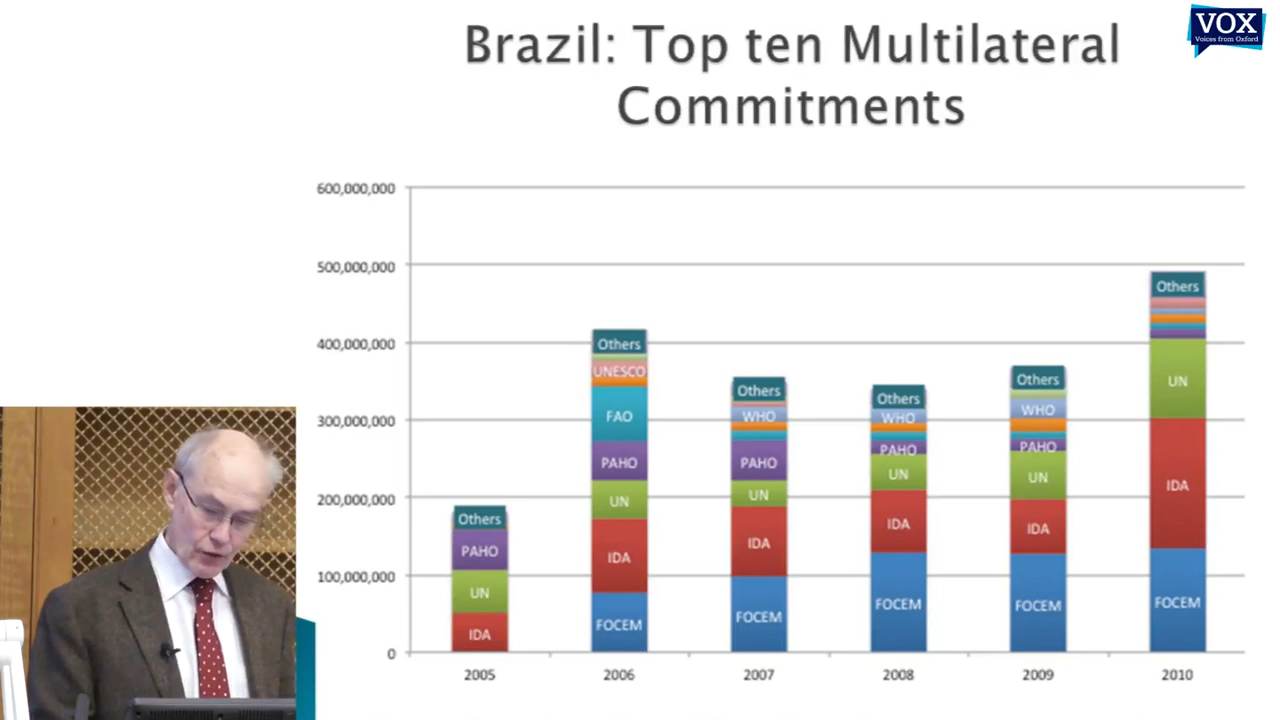 VOX
Voices from Oxford
Brazil: Top ten Multilateral
Commitments
600,000,000
500,000,000
400,000,000
300,000,000
200,000,000
100,000,000
0
Others
PAHO
UN
IDA
Others
UNESCO
FAO
PAHO
UN
IDA
FOCEM
Others
WHO
PAHO
UN
IDA
FOCEM
Others
WHO
PAHO
UN
IDA
FOCEM
Others
WHO
PAHO
UN
IDA
FOCEM
Others
UN
IDA
FOCEM
2005 2006 2007 2008 2009 2010